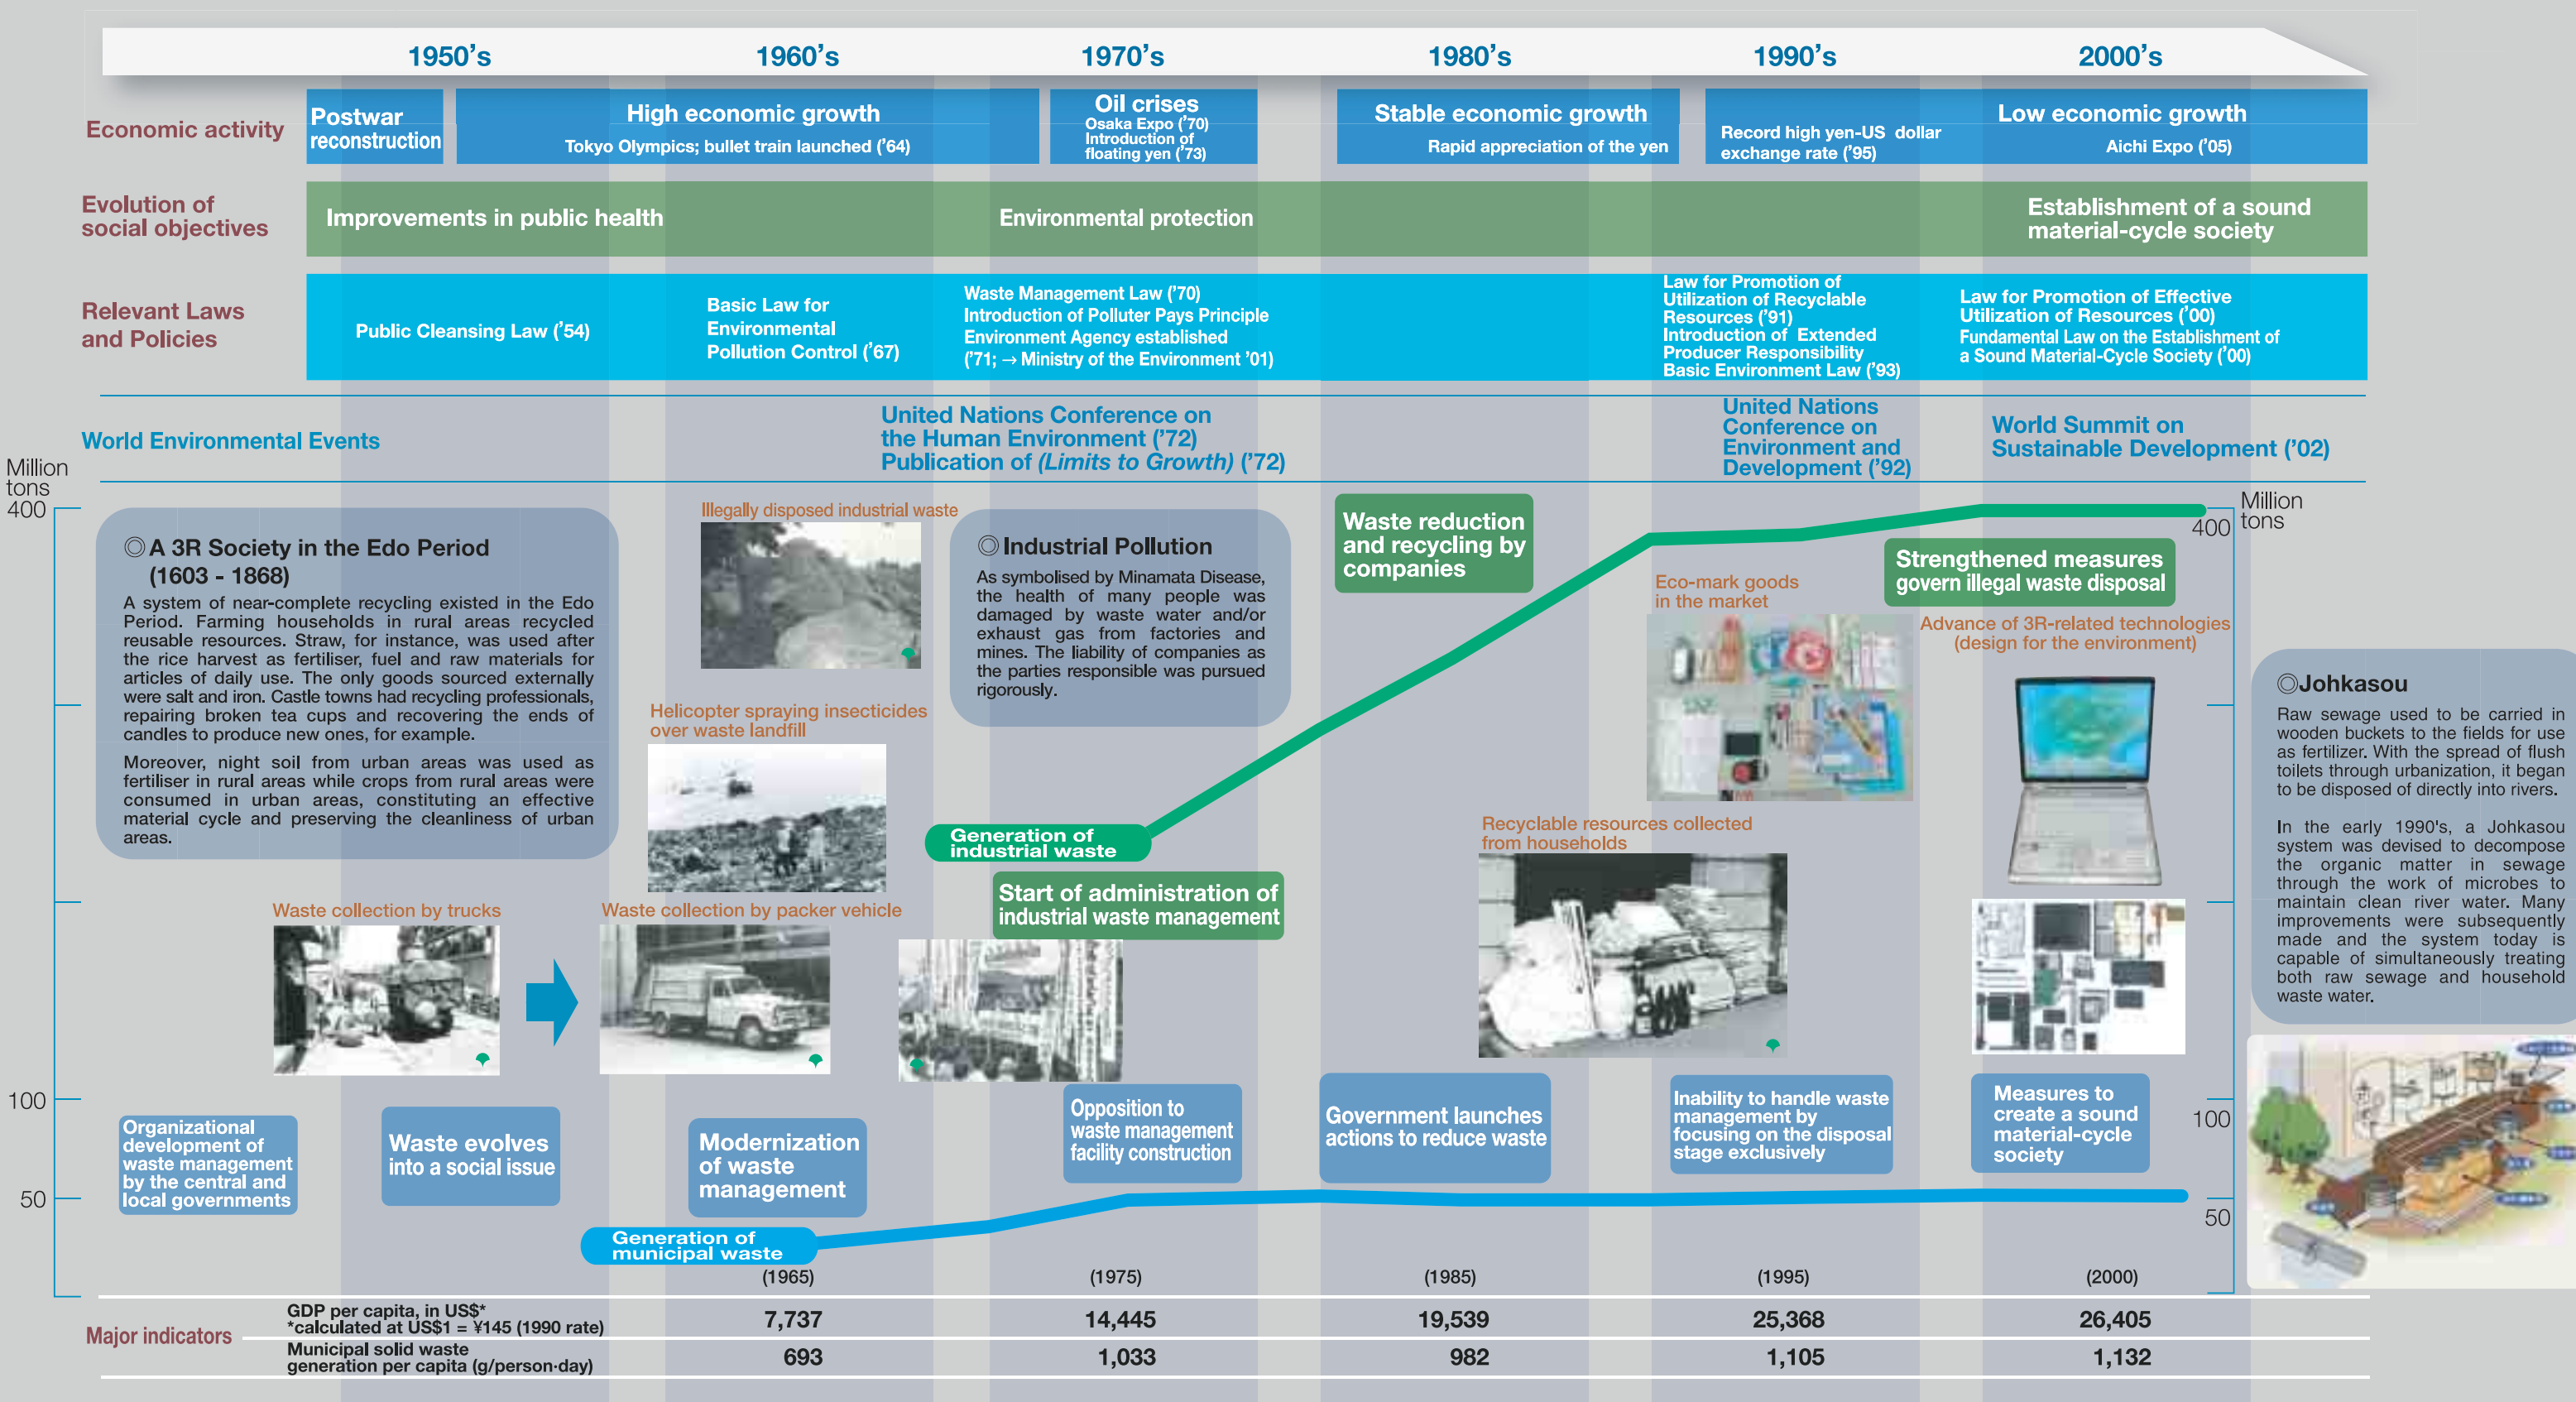 1950’s
1960’s
1970’s
1980’s
1990’s
2000’s
Economic activity
Postwar
reconstruction
High economic growth
Tokyo Olympics; bullet train launched (’64)
Oil crises
Osaka Expo (’70)
Introduction of
floating yen (’73)
Stable economic growth
Rapid appreciation of the yen
Record high yen-US dollar
exchange rate (’95)
Low economic growth
Aichi Expo (’05)
Evolution of
social objectives
Improvements in public health
Environmental protection
Establishment of a sound
material-cycle society
Relevant Laws
and Policies
Public Cleansing Law (’54)
Basic Law for
Environmental
Pollution Control (’67)
Waste Management Law (’70)
Introduction of Polluter Pays Principle
Environment Agency established
(’71; → Ministry of the Environment ’01)
Law for Promotion of
Utilization of Recyclable
Resources (’91)
Introduction of Extended
Producer Responsibility
Basic Environment Law (’93)
Law for Promotion of Effective
Utilization of Resources (’00)
Fundamental Law on the Establishment of
a Sound Material-Cycle Society (’00)
World Environmental Events
United Nations Conference on
the Human Environment (’72)
Publication of (Limits to Growth) (’72)
United Nations
Conference on
Environment and
Development (’92)
World Summit on
Sustainable Development (’02)
Million
tons
400
100
50
◎ A 3R Society in the Edo Period
(1603 - 1868)
A system of near-complete recycling existed in the Edo
Period. Farming households in rural areas recycled
reusable resources. Straw, for instance, was used after
the rice harvest as fertiliser, fuel and raw materials for
articles of daily use. The only goods sourced externally
were salt and iron. Castle towns had recycling professionals,
repairing broken tea cups and recovering the ends of
candles to produce new ones, for example.
Moreover, night soil from urban areas was used as
fertiliser in rural areas while crops from rural areas were
consumed in urban areas, constituting an effective
material cycle and preserving the cleanliness of urban
areas.
Illegally disposed industrial waste
Helicopter spraying insecticides
over waste landfill
◎ Industrial Pollution
As symbolised by Minamata Disease,
the health of many people was
damaged by waste water and/or
exhaust gas from factories and
mines. The liability of companies as
the parties responsible was pursued
rigorously.
Waste reduction
and recycling by
companies
Eco-mark goods
in the market
Strengthened measures
govern illegal waste disposal
Advance of 3R-related technologies
(design for the environment)
Million
tons
400
100
50
◎Johkasou
Raw sewage used to be carried in
wooden buckets to the fields for use
as fertilizer. With the spread of flush
toilets through urbanization, it began
to be disposed of directly into rivers.
In the early 1990's, a Johkasou
system was devised to decompose
the organic matter in sewage
through the work of microbes to
maintain clean river water. Many
improvements were subsequently
made and the system today is
capable of simultaneously treating
both raw sewage and household
waste water.
Generation of
industrial waste
Start of administration of
industrial waste management
Recyclable resources collected
from households
Waste collection by trucks
Waste collection by packer vehicle
Organizational
development of
waste management
by the central and
local governments
Waste evolves
into a social issue
Modernization
of waste
management
Opposition to
waste management
facility construction
Government launches
actions to reduce waste
Inability to handle waste
management by
focusing on the disposal
stage exclusively
Measures to
create a sound
material-cycle
society
Generation of
municipal waste
(1965)
(1975)
(1985)
(1995)
(2000)
Major indicators
GDP per capita, in US$*
*calculated at US$1 = ¥145 (1990 rate)
7,737
14,445
19,539
25,368
26,405
Municipal solid waste
generation per capita (g/person·day)
693
1,033
982
1,105
1,132